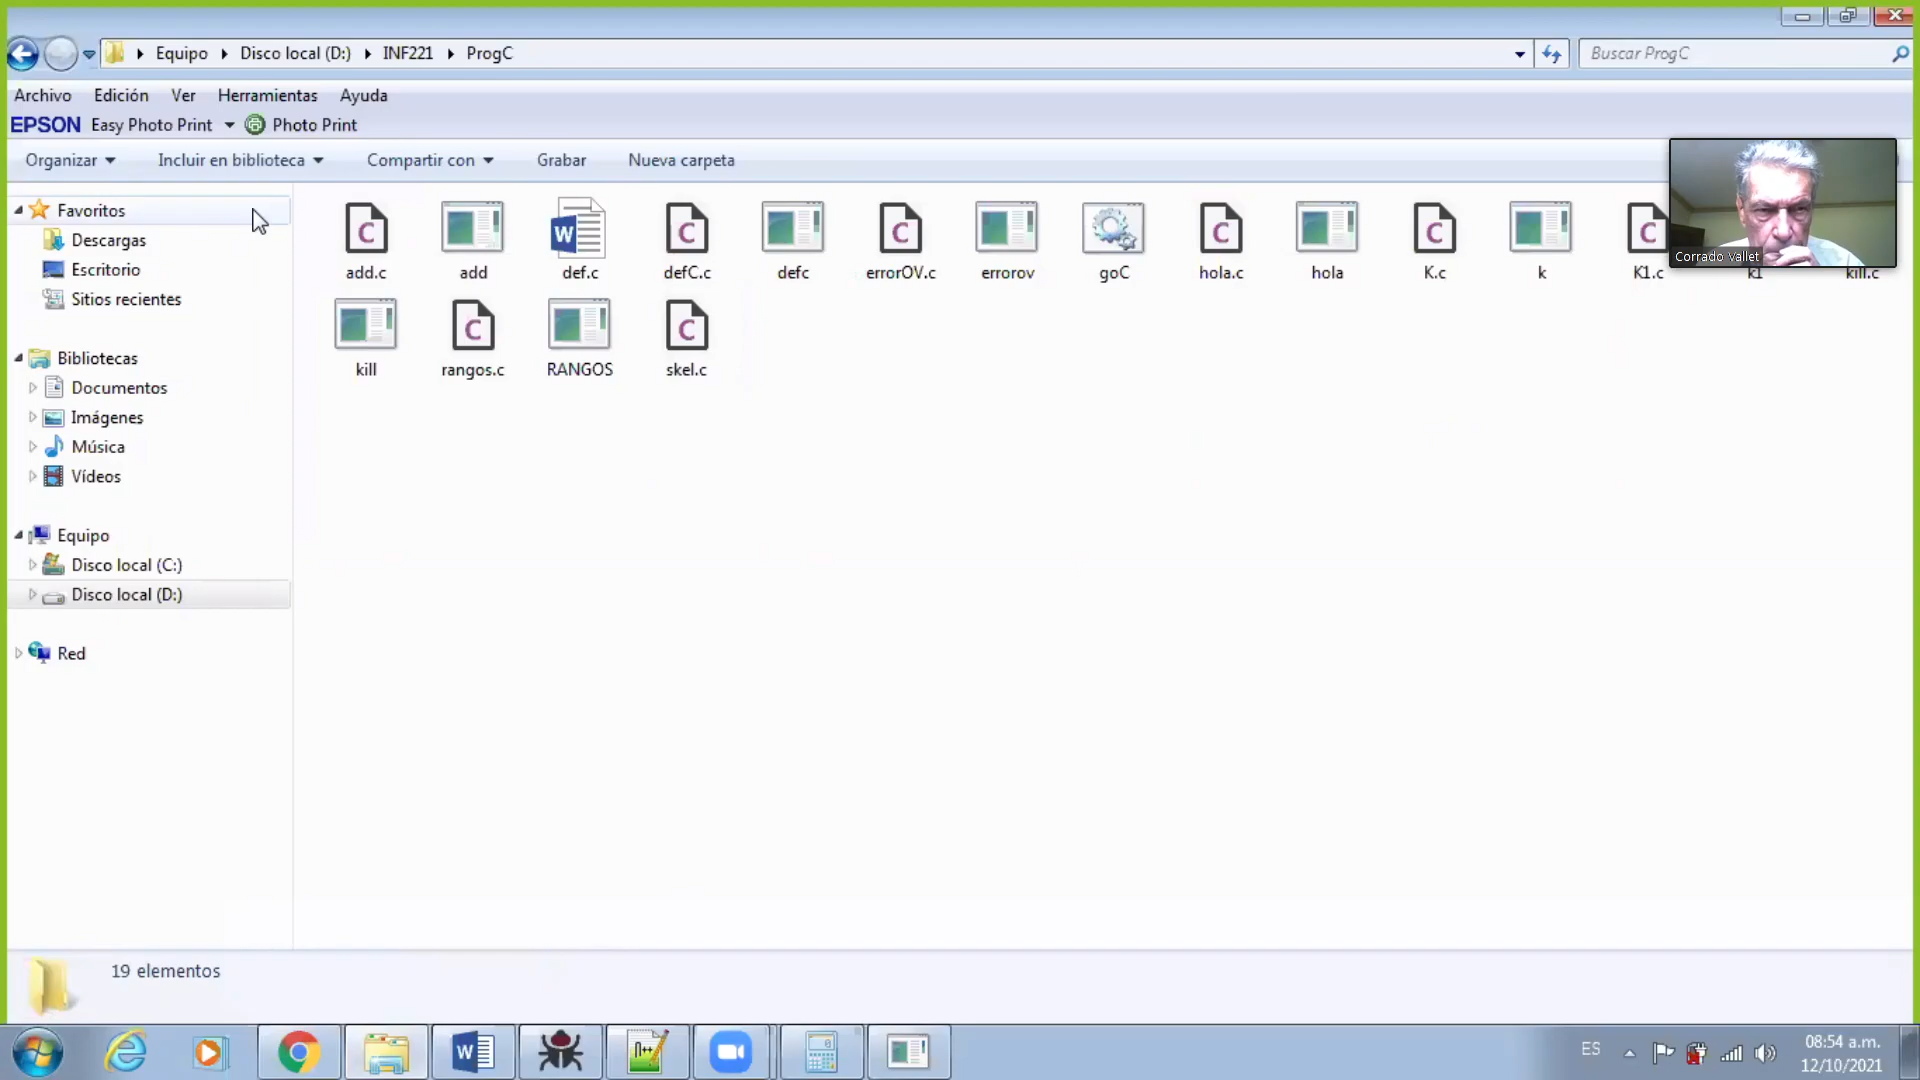 Equipo Disco local (D:) INF221 ProgC
Buscar ProgC
Archivo Edición Ver Herramientas Ayuda
EPSON Easy Photo Print Photo Print
Organizar Incluir en biblioteca Compartir con Grabar Nueva carpeta
Favoritos
Descargas
Escritorio
Sitios recientes
Bibliotecas
Documentos
Imágenes
Música
Vídeos
Equipo
Disco local (C:)
Disco local (D:)
Red
add.c add def.c defC.c defc errorOV.c errorov goC hola.c hola K.c k K1.c k1 kill.c
kill rangos.c RANGOS skel.c
Corrado Vallet
19 elementos
ES
08:54 a.m.
12/10/2021